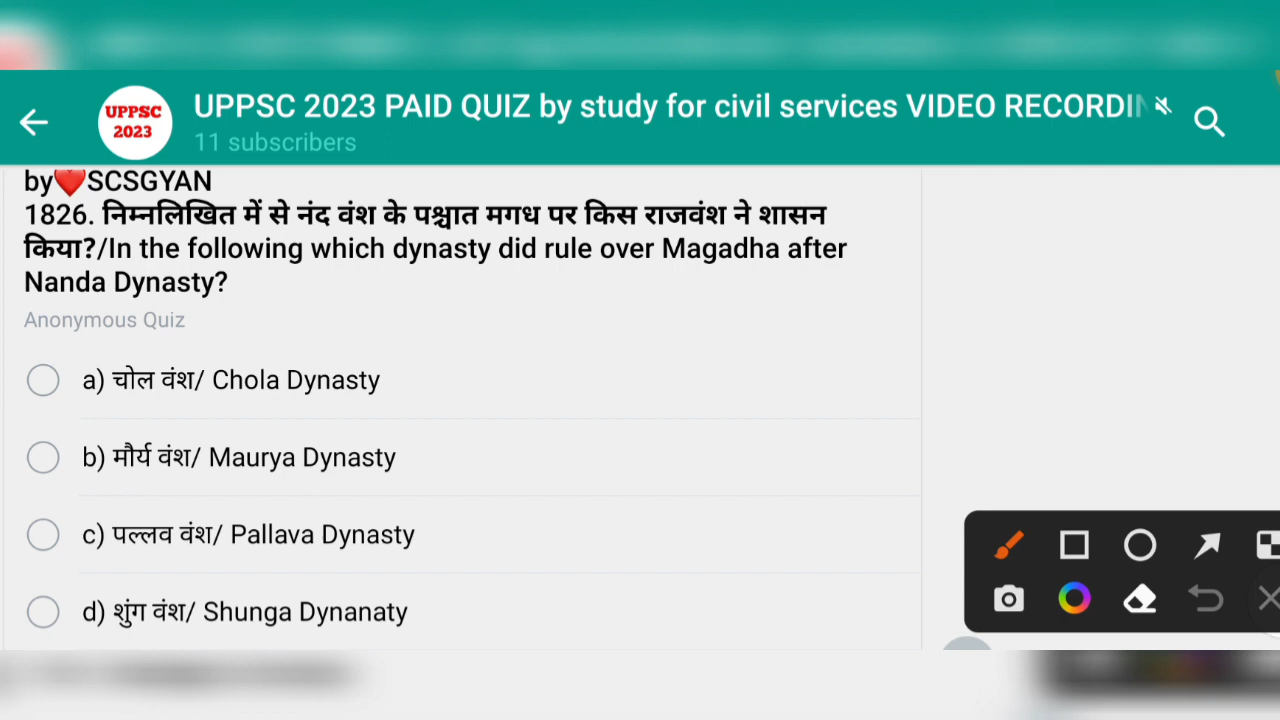 UPPSC
2023
UPPSC 2023 PAID QUIZ by study for civil services VIDEO RECORDI
11 subscribers
by❤️SCSGYAN
1826. निम्नलिखित में से नंद वंश के पश्चात मगध पर किस राजवंश ने शासन
किया?/In the following which dynasty did rule over Magadha after
Nanda Dynasty?
Anonymous Quiz
a) चोल वंश/ Chola Dynasty
b) मौर्य वंश/ Maurya Dynasty
c) पल्लव वंश/ Pallava Dynasty
d) शुंग वंश/ Shunga Dynanaty